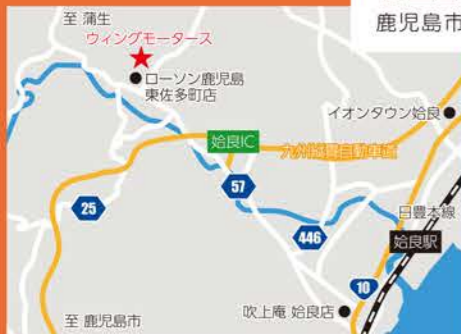 鹿児島市
至 蒲生
ウィングモータース
ローソン鹿児島
東佐多町店
イオンタウン姶良
姶良IC
九州縦貫自動車道
57
25
日豊本線
446
姶良駅
10
吹上庵 姶良店
至 鹿児島市